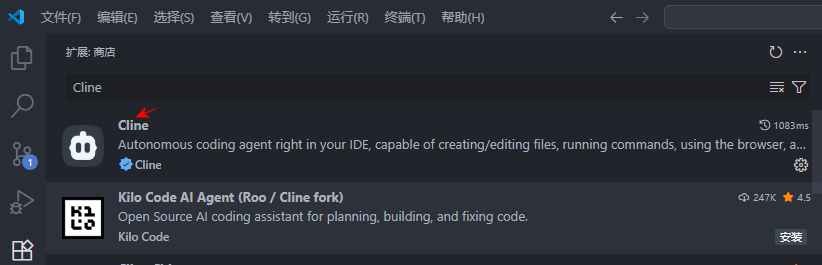 文件(F) 编辑(E) 选择(S) 查看(V) 转到(G) 运行(R) 终端(T) 帮助(H)
扩展: 商店
Cline
Cline 1083ms
Autonomous coding agent right in your IDE, capable of creating/editing files, running commands, using the browser, a...
Cline
1
Kilo Code AI Agent (Roo / Cline fork) 247K 4.5
Open Source AI coding assistant for planning, building, and fixing code.
Kilo Code 安装